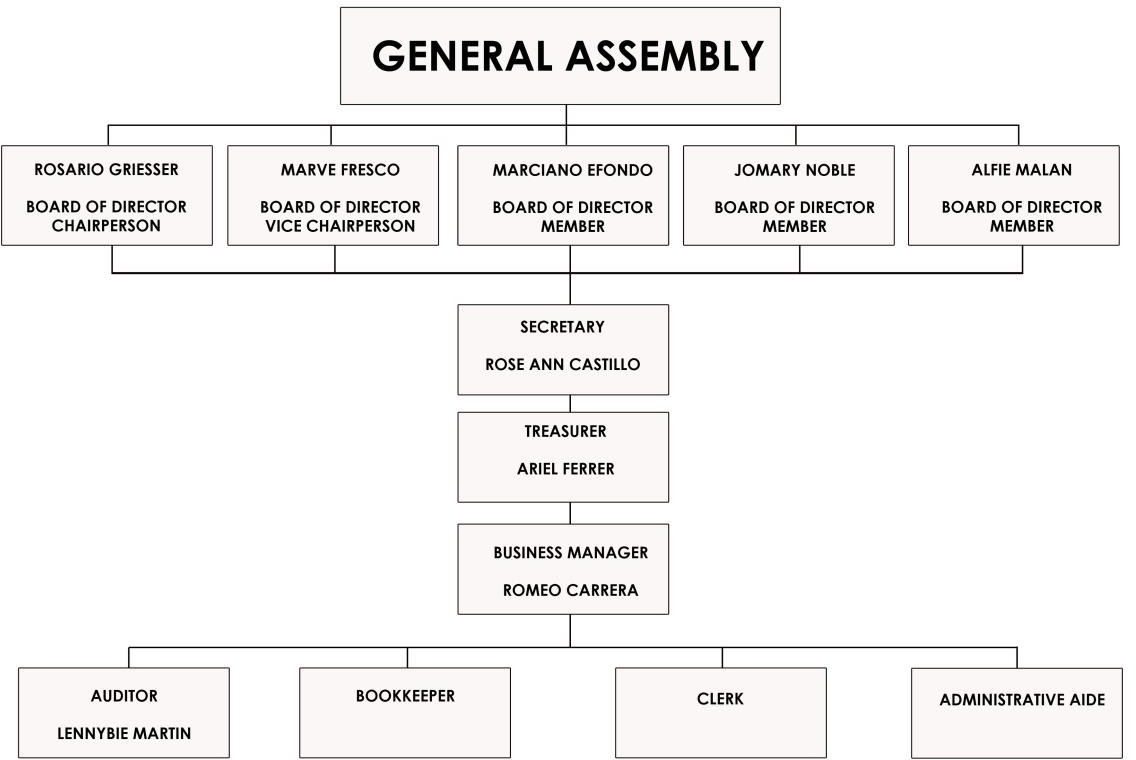 GENERAL ASSEMBLY
ROSARIO GRIESSER
BOARD OF DIRECTOR
CHAIRPERSON
MARVE FRESCO
BOARD OF DIRECTOR
VICE CHAIRPERSON
MARCIANO EFONDO
BOARD OF DIRECTOR
MEMBER
JOMARY NOBLE
BOARD OF DIRECTOR
MEMBER
ALFIE MALAN
BOARD OF DIRECTOR
MEMBER
SECRETARY
ROSE ANN CASTILLO
TREASURER
ARIEL FERRER
BUSINESS MANAGER
ROMEO CARRERA
AUDITOR
LENNYBIE MARTIN
BOOKKEEPER
CLERK
ADMINISTRATIVE AIDE